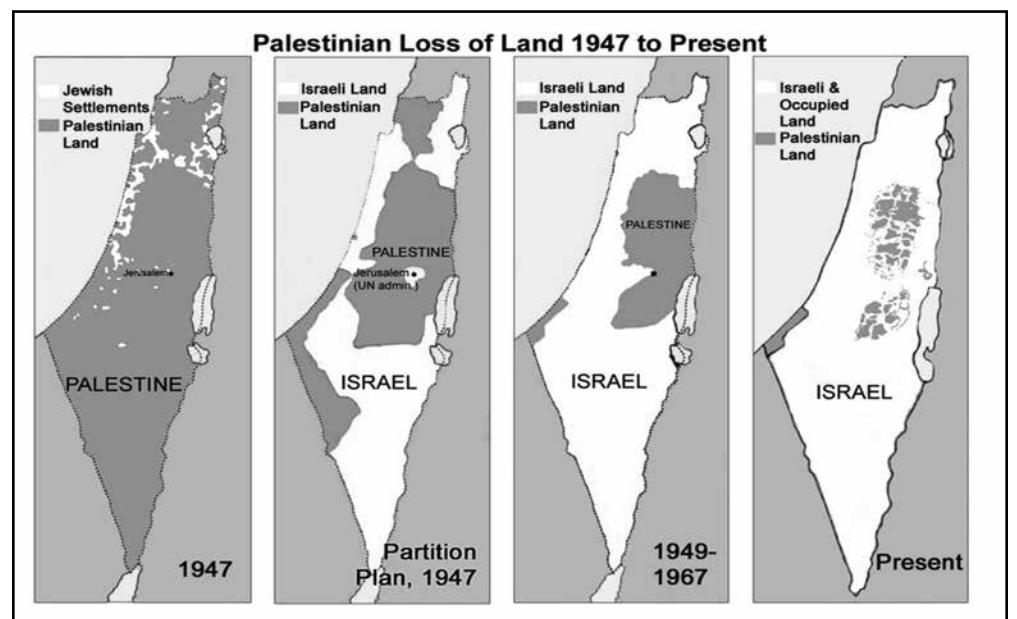 Palestinian Loss of Land 1947 to Present
Jewish
Settlements
Palestinian
Land
Jerusalem
PALESTINE
1947
Israeli Land
Palestinian
Land
PALESTINE
Jerusalem
(UN admin.)
ISRAEL
Partition
Plan, 1947
Israeli Land
Palestinian
Land
PALESTINE
ISRAEL
1949-
1967
Israeli &
Occupied
Land
Palestinian
Land
ISRAEL
Present